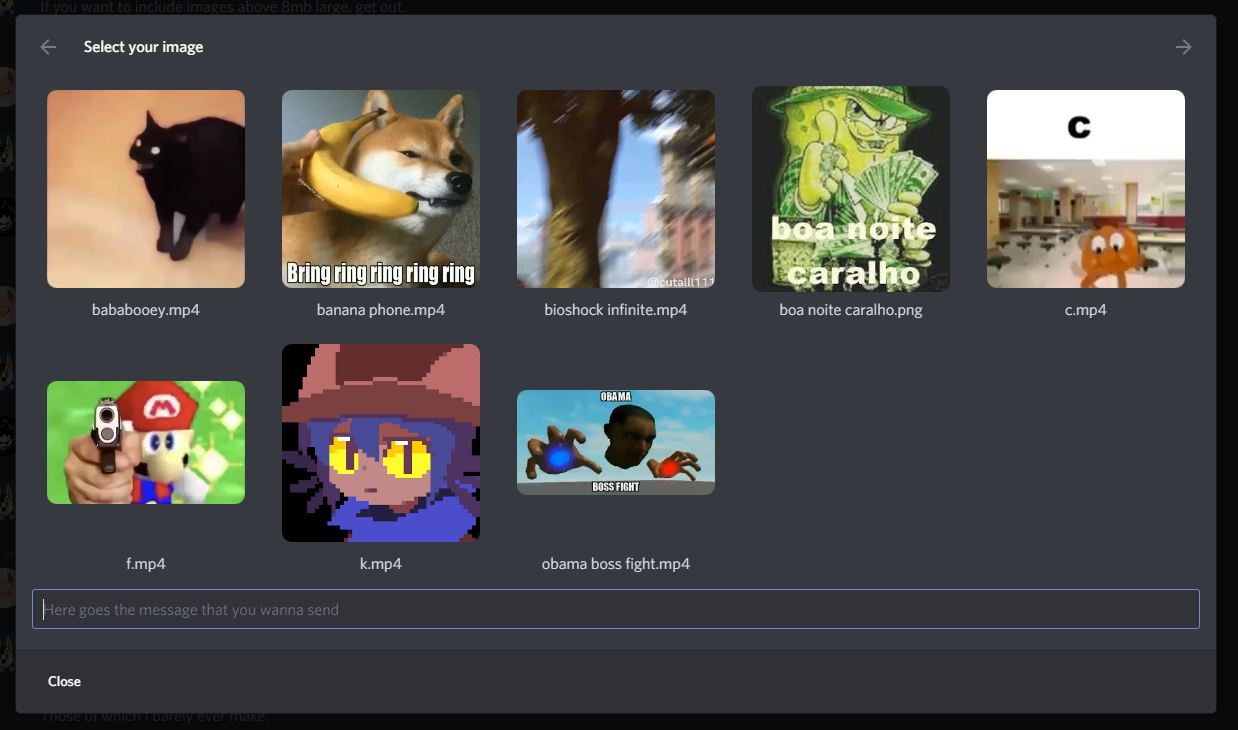 If you want to include images above 8mb large, get out.
Select your image
Bring ring ring ring ring
@cutalll111
boa noite
caralho
C
bababooey.mp4
banana phone.mp4
bioshock infinite.mp4
boa noite caralho.png
c.mp4
M
OBAMA
BOSS FIGHT
f.mp4
k.mp4
obama boss fight.mp4
Here goes the message that you wanna send
Close
Those of which I barely ever make.